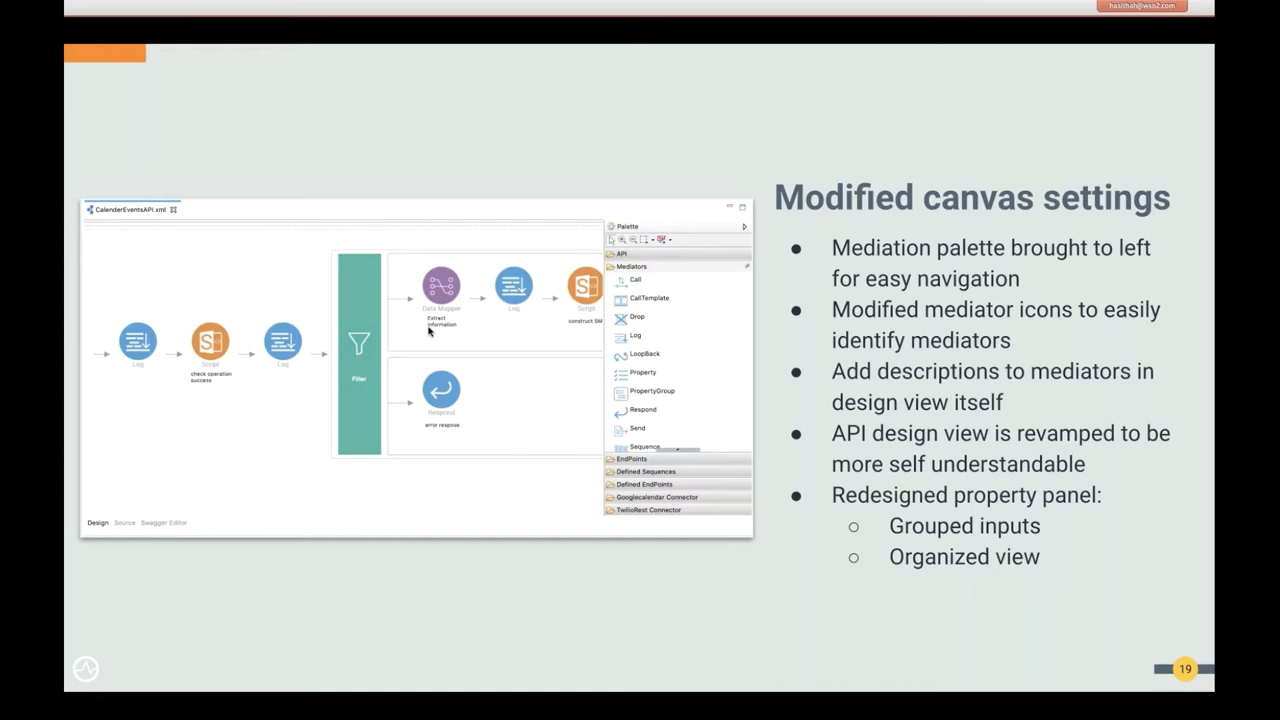 hasithah@wso2.com
CalenderEventsAPI.xml
Log
Script
check operation
success
Log
Filter
Data Mapper
Extract
information
Log
Script
construct SM
Respond
error respose
Palette
API
Mediators
Call
CallTemplate
Drop
Log
LoopBack
Property
PropertyGroup
Respond
Send
Sequence
EndPoints
Defined Sequences
Defined EndPoints
Googlecalendar Connector
TwilioRest Connector
Design Source Swagger Editor
Modified canvas settings
● Mediation palette brought to left
for easy navigation
● Modified mediator icons to easily
identify mediators
● Add descriptions to mediators in
design view itself
● API design view is revamped to be
more self understandable
● Redesigned property panel:
○ Grouped inputs
○ Organized view
19